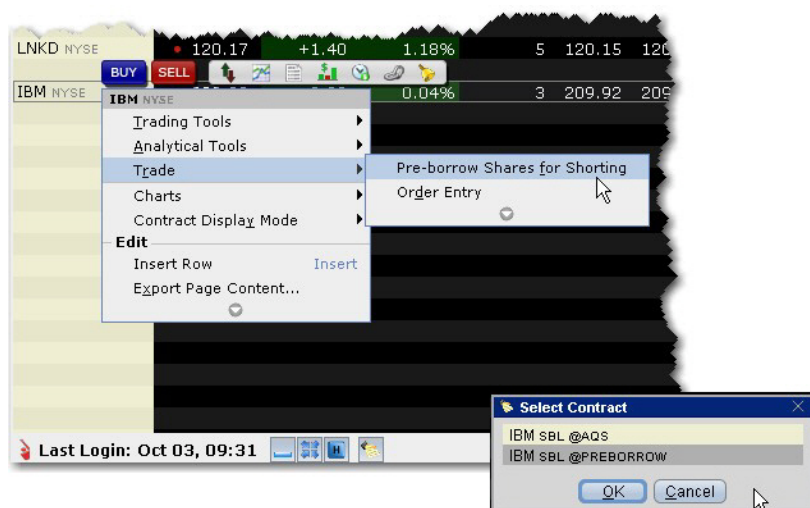 LNKD NYSE 120.17 +1.40 1.18% 5 120.15
BUY SELL
IBM NYSE 0.04% 3 209.92
IBM NYSE
Trading Tools
Analytical Tools
Trade
Pre-borrow Shares for Shorting
Charts
Order Entry
Contract Display Mode
Edit
Insert Row Insert
Export Page Content...
Last Login: Oct 03, 09:31
H
Select Contract
IBM SBL @AQS
IBM SBL @PREBORROW
OK Cancel